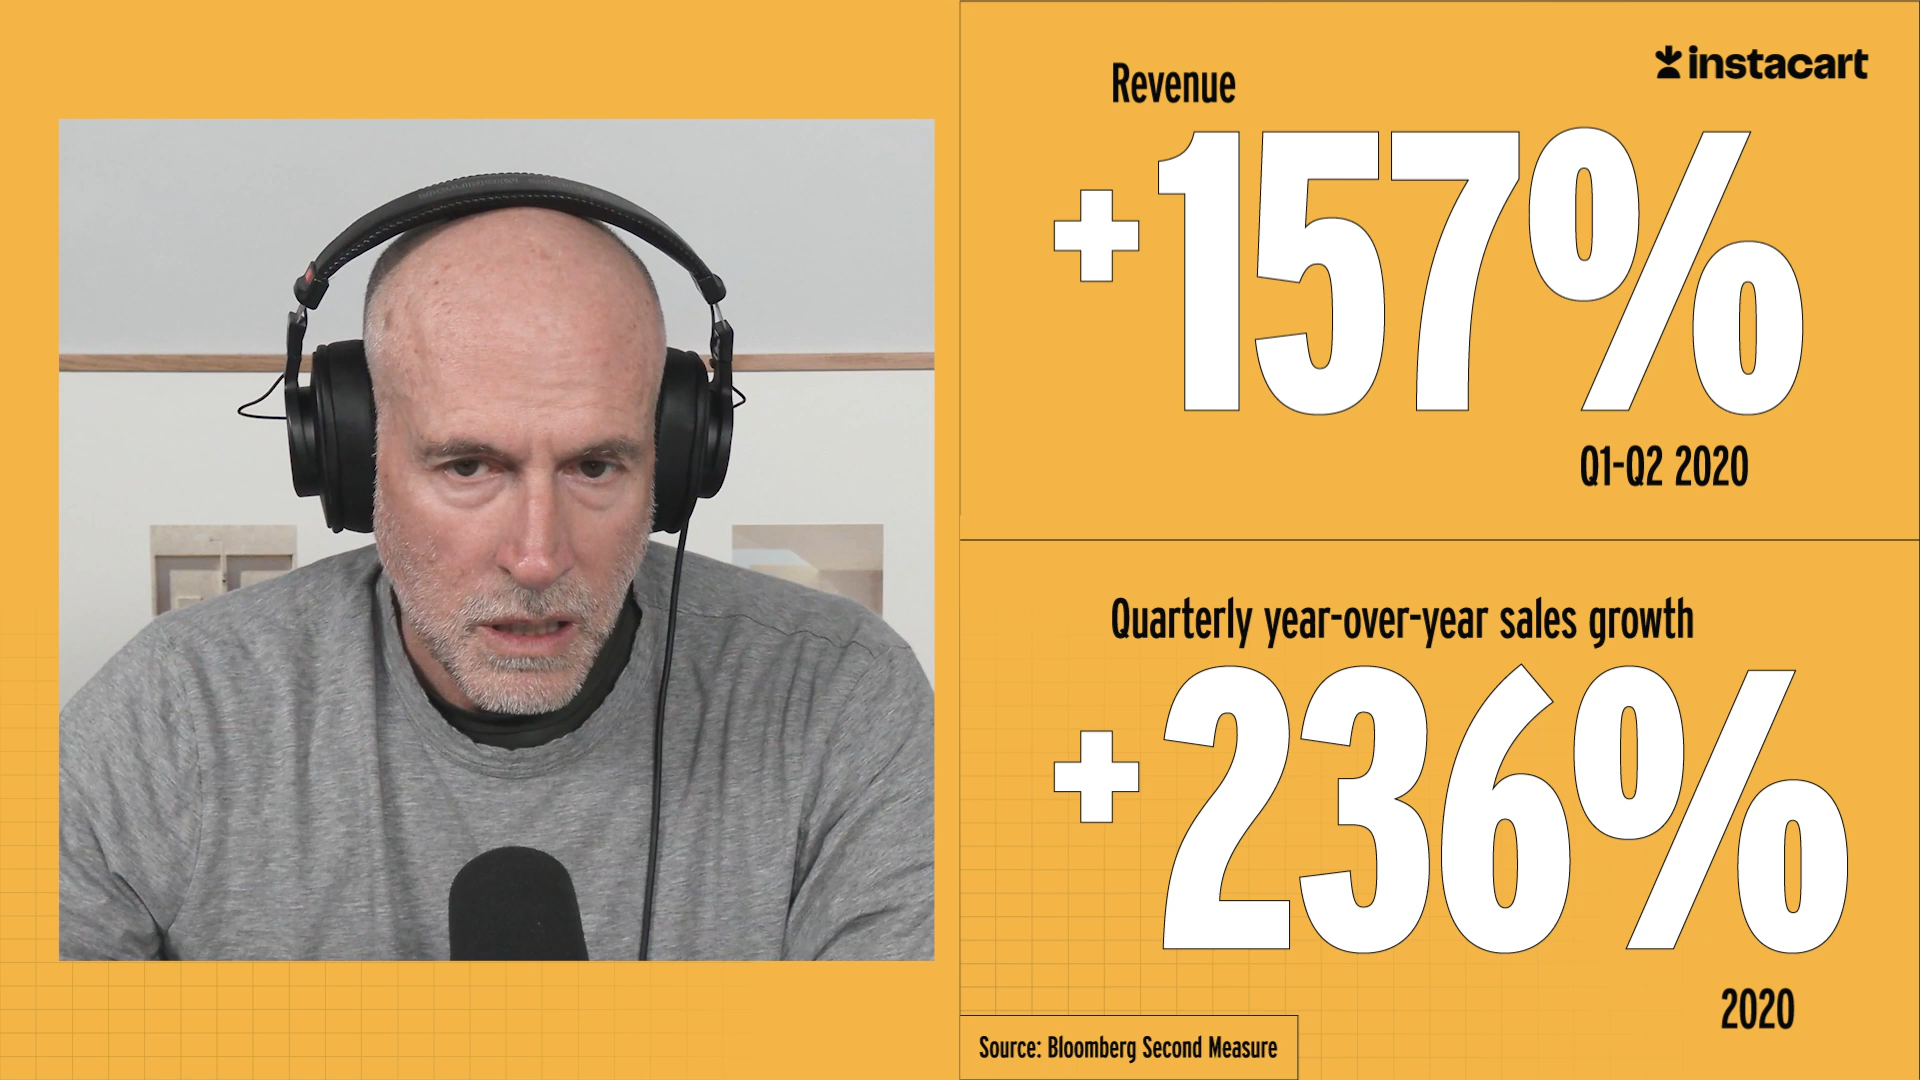 Revenue
instacart
+157%
Q1-Q2 2020
Quarterly year-over-year sales growth
+236%
2020
Source: Bloomberg Second Measure